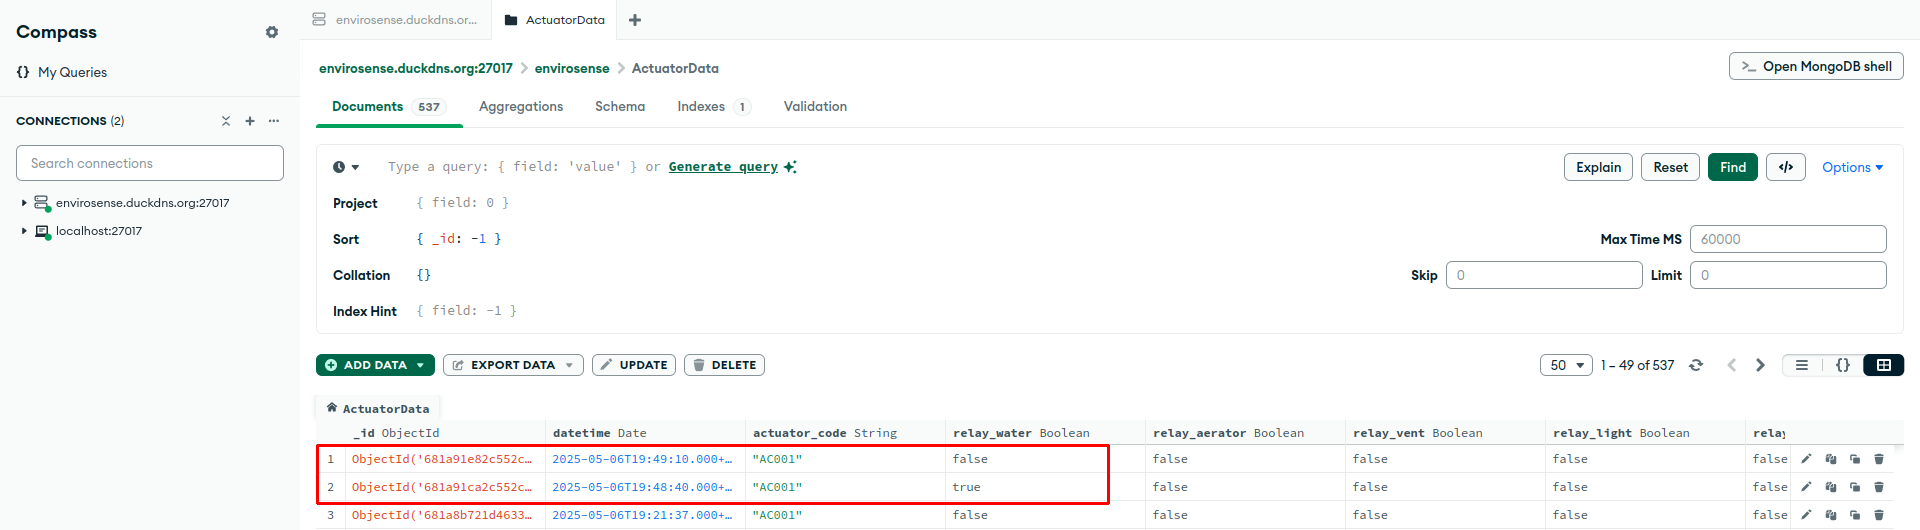 Compass
My Queries
CONNECTIONS (2)
Search connections
envirosense.duckdns.org:27017
localhost:27017
envirosense.duckdns.or...
ActuatorData
envirosense.duckdns.org:27017 > envirosense > ActuatorData
>_ Open MongoDB shell
Documents 537 Aggregations Schema Indexes 1 Validation
Type a query: { field: 'value' } or Generate query
Explain Reset Find </> Options
Project { field: 0 }
Sort { _id: -1 }
Max Time MS 60000
Collation {}
Skip 0 Limit 0
Index Hint { field: -1 }
ADD DATA EXPORT DATA UPDATE DELETE
50 1 – 49 of 537 {}
ActuatorData
_id ObjectId datetime Date actuator_code String relay_water Boolean relay_aerator Boolean relay_vent Boolean relay_light Boolean relay
1 ObjectId('681a91e82c552c… 2025-05-06T19:49:10.000+… "AC001" false false false false false
2 ObjectId('681a91ca2c552c… 2025-05-06T19:48:40.000+… "AC001" true false false false false
3 ObjectId('681a8b721d4633… 2025-05-06T19:21:37.000+… "AC001" false false false false false